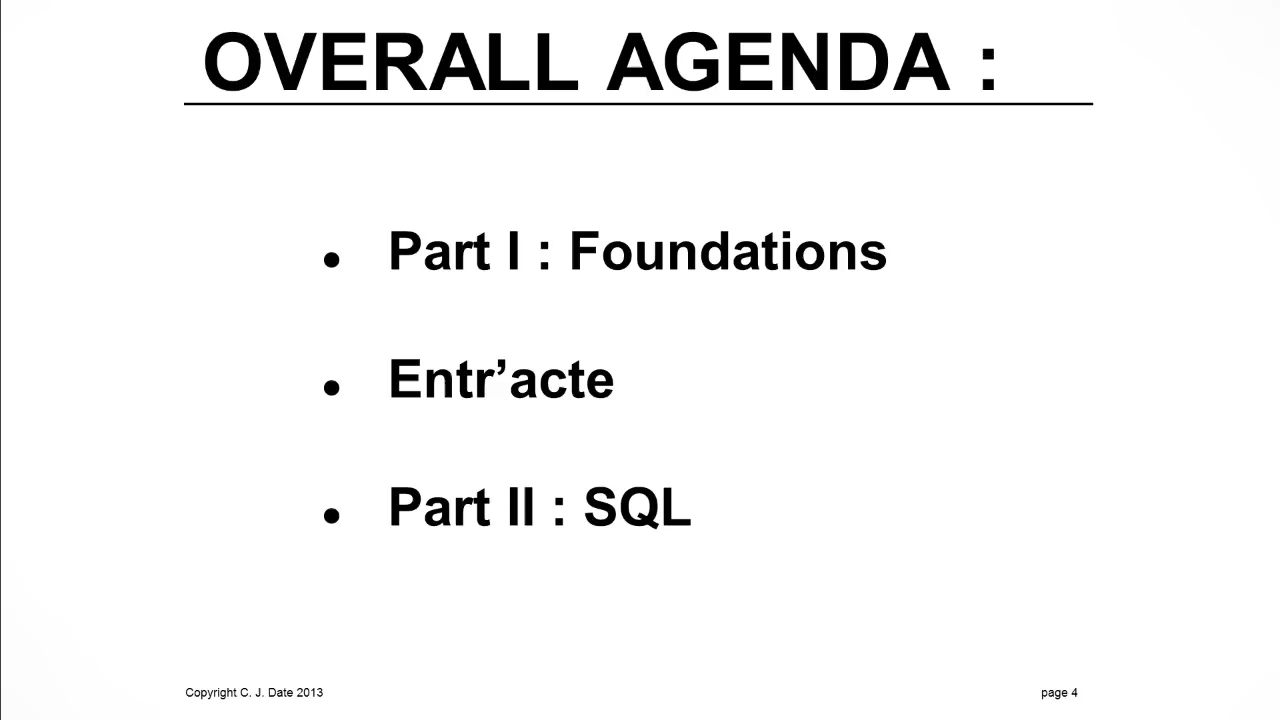 OVERALL AGENDA :
• Part I : Foundations
• Entr’acte
• Part II : SQL
Copyright C. J. Date 2013
page 4